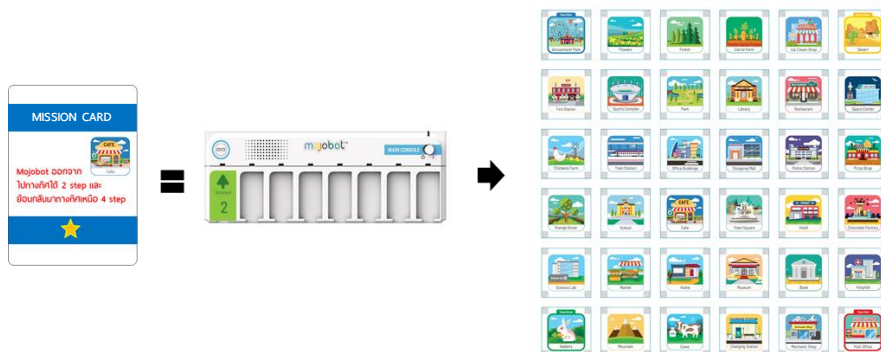 MISSION CARD
CAFE
Cafe
Mojobot ออกจาก
ไปทางทิศใต้ 2 step และ
ย้อนกลับมาทางทิศเหนือ 4 step
mojobot
MAIN CONSOLE
Forward
2
Amusement Park
Flowers
Forest
Carrot Farm
Ice Cream Shop
Desert
Fire Station
Sports Complex
Park
Library
Restaurant
Space Center
Chickens Farm
Train Station
Office Buildings
Shopping Mall
Police Station
Pizza Shop
Orange Grove
School
CAFE
Cafe
Town Square
Hotel
Chocolate Factory
Science Lab
Market
Home
Museum
Bank
Hospital
Rabbits
Mountain
Cows
Charging Station
Mechanic Shop
Post Office